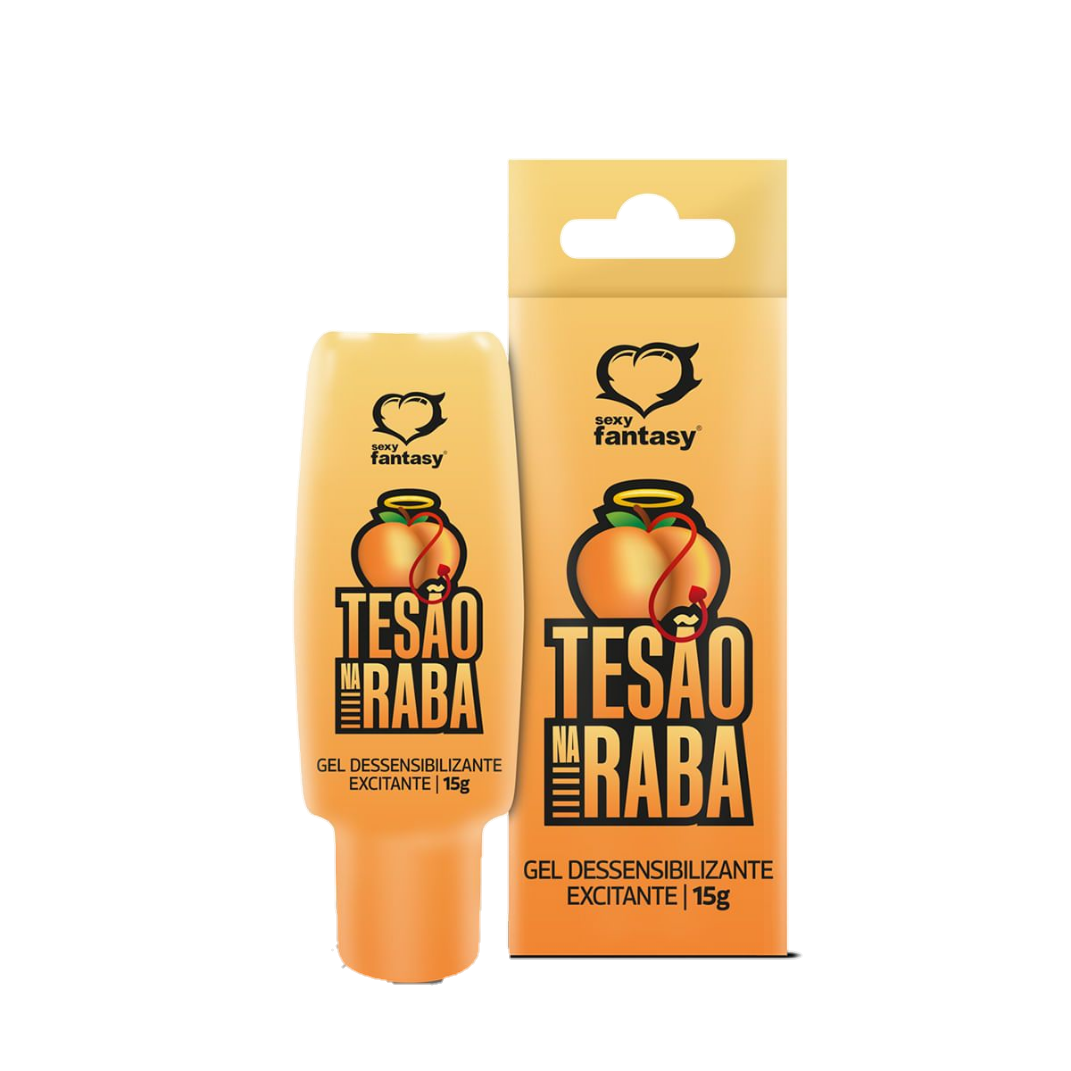 sexy
fantasy®
TESÃO
NA RABA
GEL DESSENSIBILIZANTE
EXCITANTE | 15g
sexy
fantasy®
TESÃO
NA RABA
GEL DESSENSIBILIZANTE
EXCITANTE | 15g